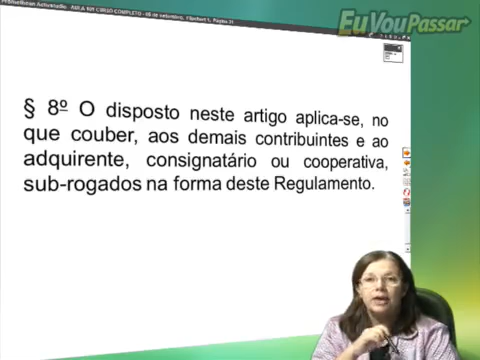 EuVouPassar
§ 8º O disposto neste artigo aplica-se, no
que couber, aos demais contribuintes e ao
adquirente, consignatário ou cooperativa,
sub-rogados na forma deste Regulamento.